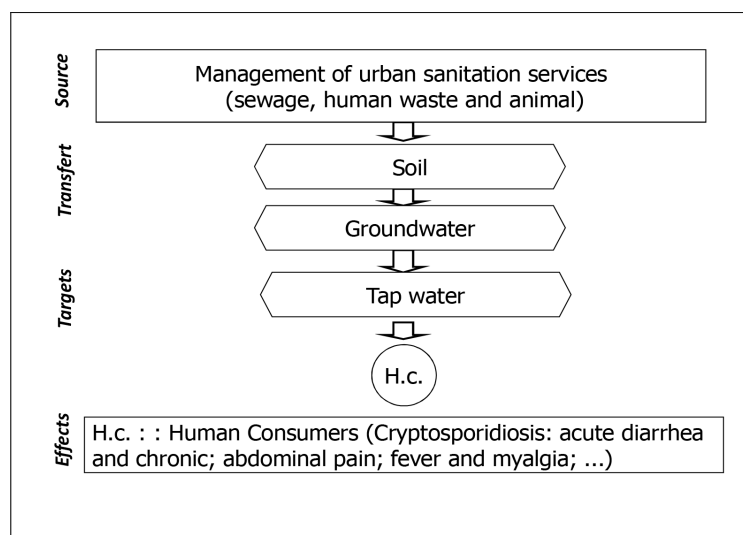 Source
Management of urban sanitation services
(sewage, human waste and animal)
Transfert
Soil
Groundwater
Targets
Tap water
H.c.
Effects
H.c. : : Human Consumers (Cryptosporidiosis: acute diarrhea
and chronic; abdominal pain; fever and myalgia; ...)